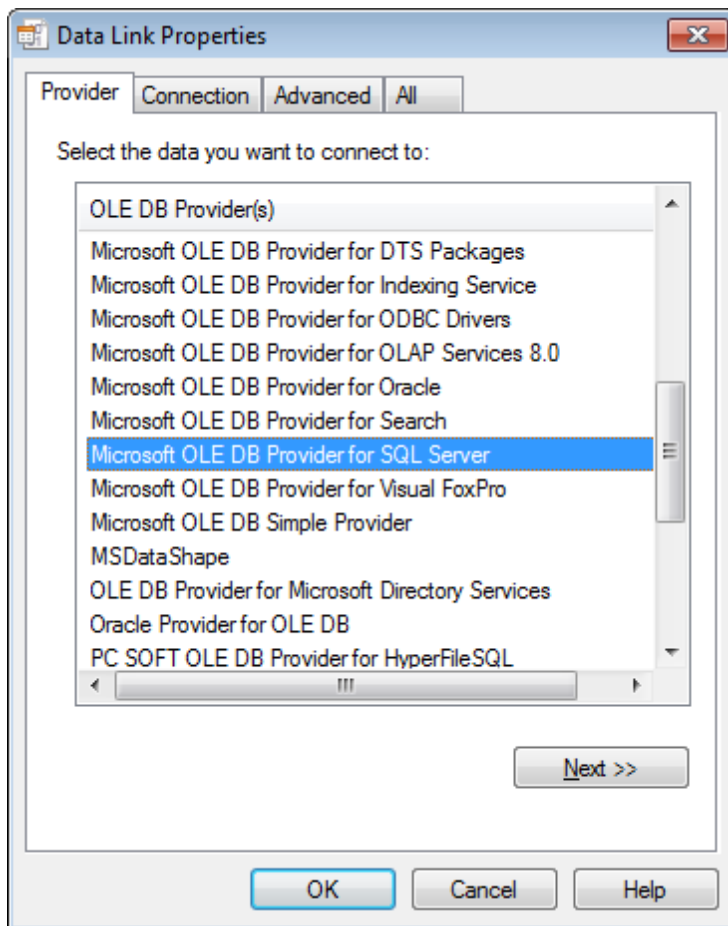 Data Link Properties
Provider Connection Advanced All
Select the data you want to connect to:
OLE DB Provider(s)
Microsoft OLE DB Provider for DTS Packages
Microsoft OLE DB Provider for Indexing Service
Microsoft OLE DB Provider for ODBC Drivers
Microsoft OLE DB Provider for OLAP Services 8.0
Microsoft OLE DB Provider for Oracle
Microsoft OLE DB Provider for Search
Microsoft OLE DB Provider for SQL Server
Microsoft OLE DB Provider for Visual FoxPro
Microsoft OLE DB Simple Provider
MSDataShape
OLE DB Provider for Microsoft Directory Services
Oracle Provider for OLE DB
PC SOFT OLE DB Provider for HyperFileSQL
Next >>
OK Cancel Help